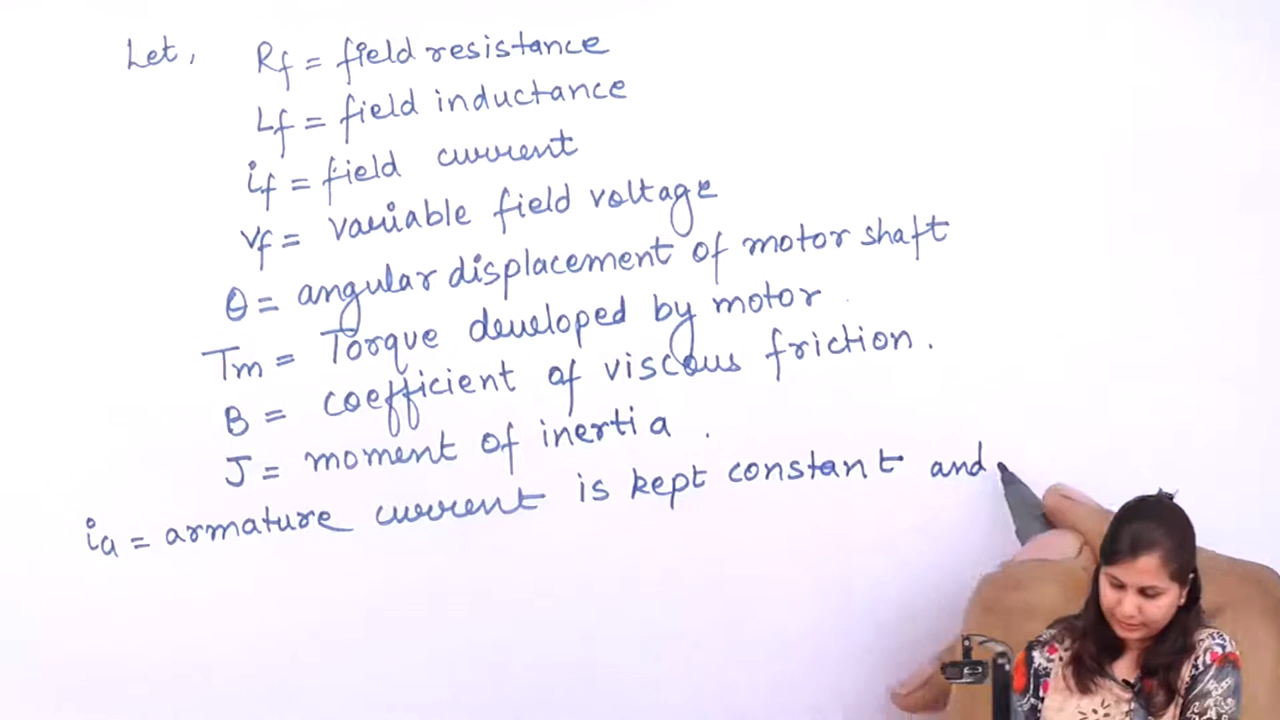 Let, Rf = field resistance
Lf = field inductance
if = field current
Vf = variable field voltage
θ = angular displacement of motor shaft
Tm = Torque developed by motor
B = coefficient of viscous friction.
J = moment of inertia.
ia = armature current is kept constant and